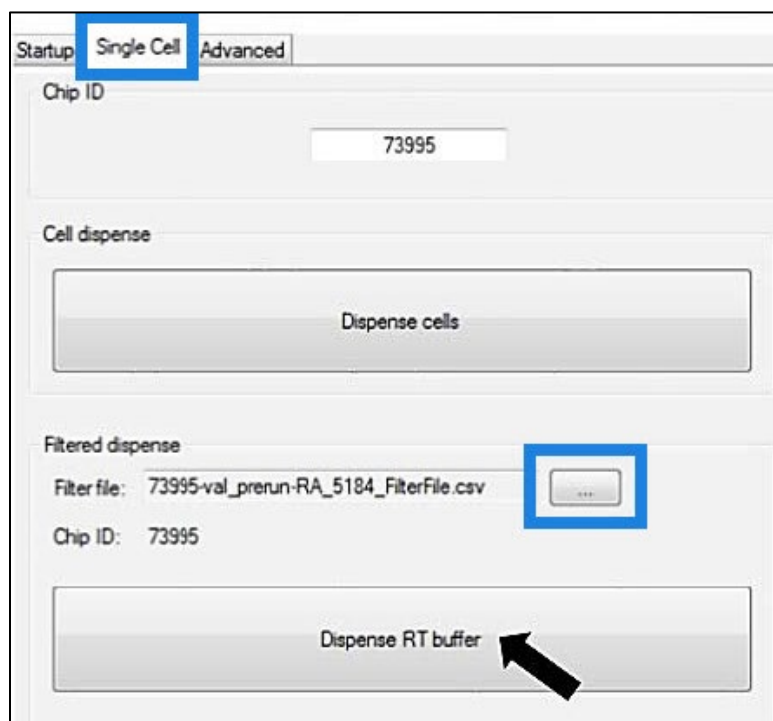 Startup Single Cell Advanced
Chip ID
73995
Cell dispense
Dispense cells
Filtered dispense
Filter file: 73995-val_prerun-RA_5184_FilterFile.csv ...
Chip ID: 73995
Dispense RT buffer